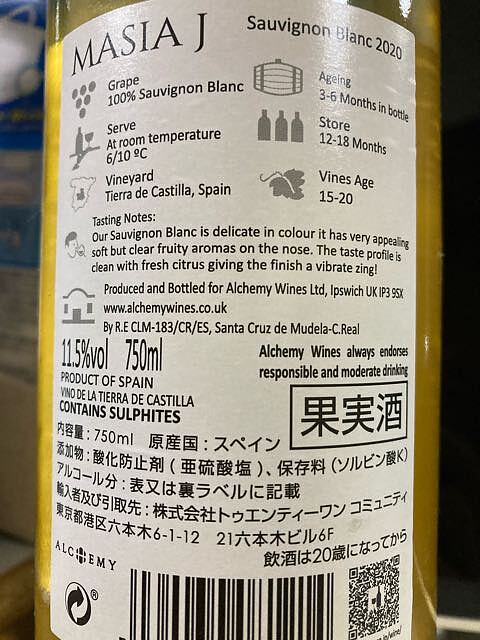 MASIA J
Sauvignon Blanc 2020
Grape
100% Sauvignon Blanc
Ageing
3-6 Months in bottle
Serve
At room temperature
6/10 ºC
Store
12-18 Months
Vineyard
Tierra de Castilla, Spain
Vines Age
15-20
Tasting Notes:
Our Sauvignon Blanc is delicate in colour it has very appealing
soft but clear fruity aromas on the nose. The taste profile is
clean with fresh citrus giving the finish a vibrate zing!
Produced and Bottled for Alchemy Wines Ltd, Ipswich UK IP3 9SX
www.alchemywines.co.uk
By R.E CLM-183/CR/ES, Santa Cruz de Mudela-C.Real
11.5%vol 750ml
Alchemy Wines always endorses
responsible and moderate drinking
PRODUCT OF SPAIN
VINO DE LA TIERRA DE CASTILLA
CONTAINS SULPHITES
果実酒
内容量:750ml 原産国:スペイン
添加物:酸化防止剤(亜硫酸塩)、保存料(ソルビン酸K)
アルコール分:表又は裏ラベルに記載
輸入者及び引取先:株式会社トゥエンティーワン コミュニティ
東京都港区六本木6-1-12 21六本木ビル6F
飲酒は20歳になってから
ALCHEMY
®